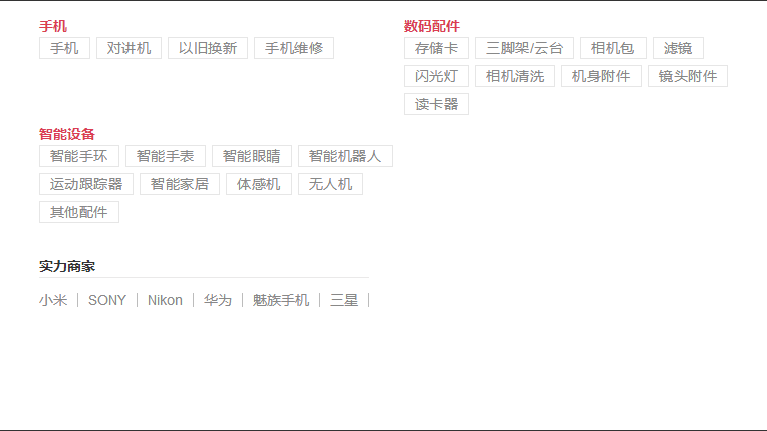 手机
手机 对讲机 以旧换新 手机维修
数码配件
存储卡 三脚架/云台 相机包 滤镜
闪光灯 相机清洗 机身附件 镜头附件
读卡器
智能设备
智能手环 智能手表 智能眼睛 智能机器人
运动跟踪器 智能家居 体感机 无人机
其他配件
实力商家
小米 | SONY | Nikon | 华为 | 魅族手机 | 三星 |